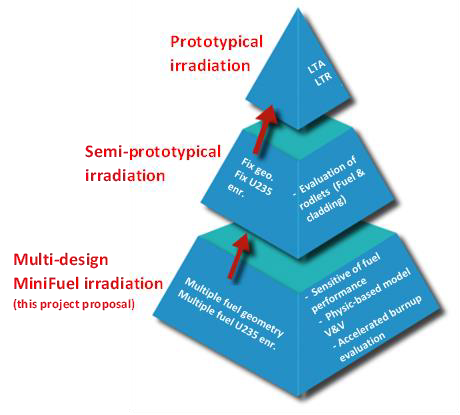 Prototypical
irradiation
LTA
LTR
Semi-prototypical
irradiation
Fix geo.
Fix U235
enr.
- Evaluation of
rodlets (Fuel &
cladding)
Multi-design
MiniFuel irradiation
(this project proposal)
Multiple fuel geometry
Multiple fuel U235 enr.
- Sensitive of fuel
performance
- Physic-based model
V&V
- Accelerated burnup
evaluation